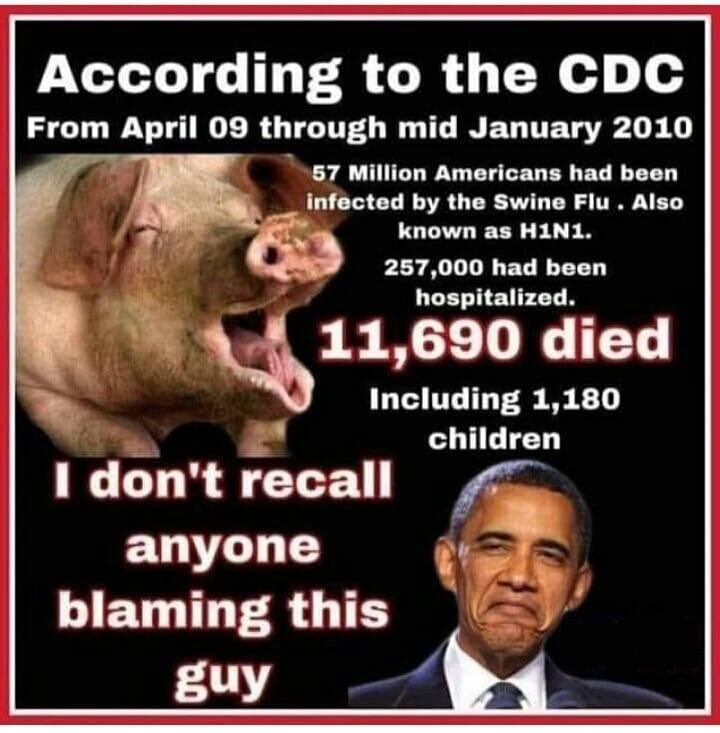 According to the CDC
From April 09 through mid January 2010
57 Million Americans had been
infected by the Swine Flu . Also
known as H1N1.
257,000 had been
hospitalized.
11,690 died
Including 1,180
children
I don't recall
anyone
blaming this
guy